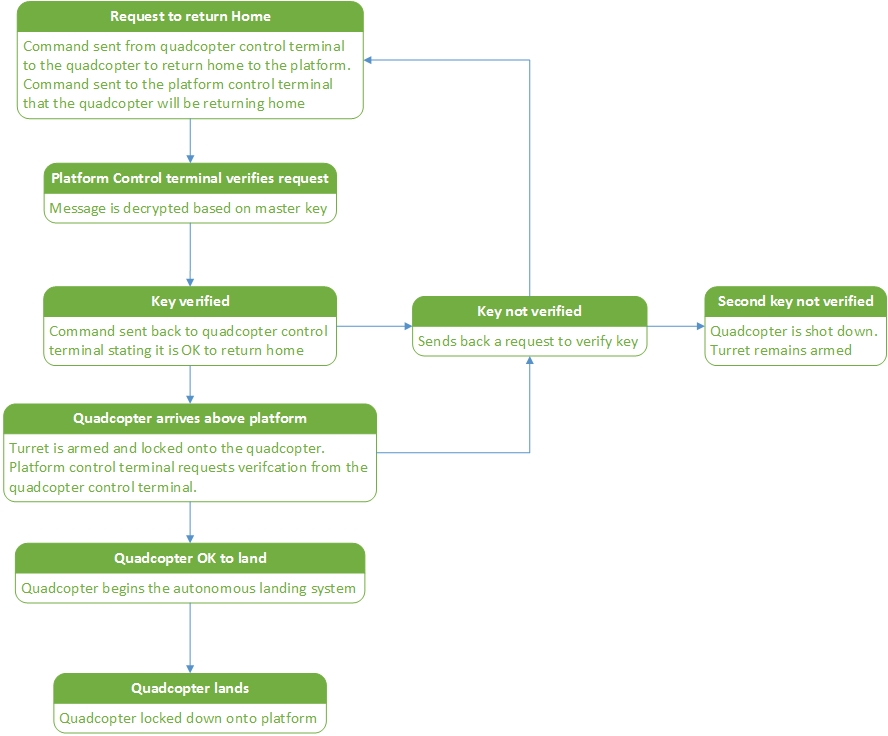 Request to return Home
Command sent from quadcopter control terminal
to the quadcopter to return home to the platform.
Command sent to the platform control terminal
that the quadcopter will be returning home
Platform Control terminal verifies request
Message is decrypted based on master key
Key verified
Command sent back to quadcopter control
terminal stating it is OK to return home
Key not verified
Sends back a request to verify key
Second key not verified
Quadcopter is shot down.
Turret remains armed
Quadcopter arrives above platform
Turret is armed and locked onto the quadcopter.
Platform control terminal requests verifcation from the
quadcopter control terminal.
Quadcopter OK to land
Quadcopter begins the autonomous landing system
Quadcopter lands
Quadcopter locked down onto platform